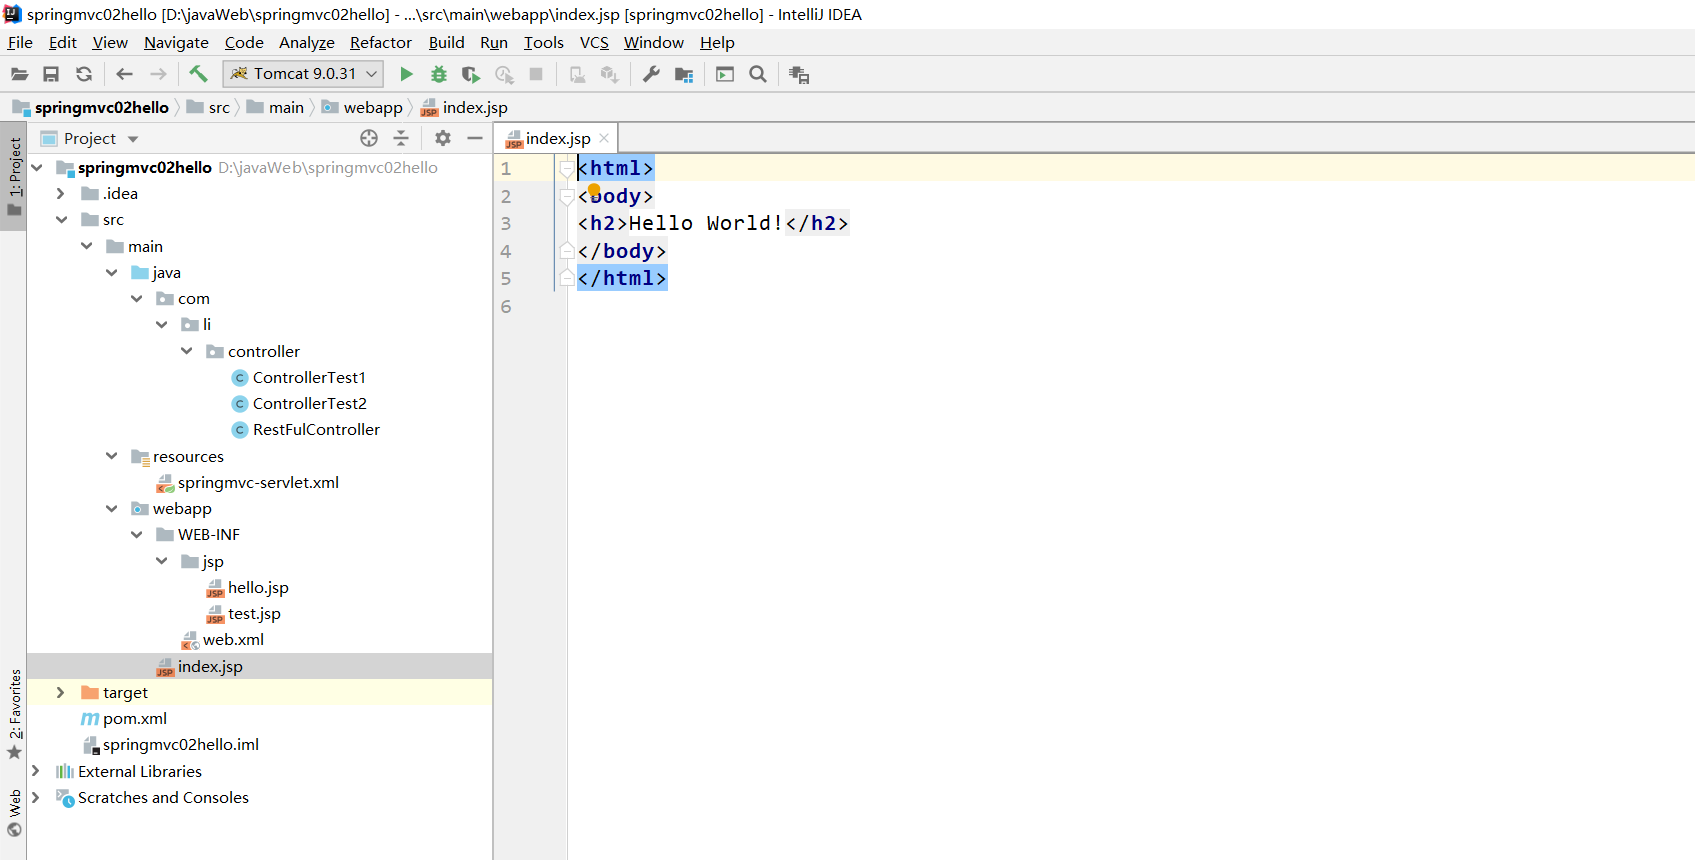 springmvc02hello [D:\javaWeb\springmvc02hello] - ...\src\main\webapp\index.jsp [springmvc02hello] - IntelliJ IDEA
File Edit View Navigate Code Analyze Refactor Build Run Tools VCS Window Help
Tomcat 9.0.31
springmvc02hello src main webapp index.jsp
Project
index.jsp
1: Project
2: Favorites
Web
springmvc02hello D:\javaWeb\springmvc02hello
.idea
src
main
java
com
li
controller
ControllerTest1
ControllerTest2
RestFulController
resources
springmvc-servlet.xml
webapp
WEB-INF
jsp
hello.jsp
test.jsp
web.xml
index.jsp
target
pom.xml
springmvc02hello.iml
External Libraries
Scratches and Consoles
1 <html>
2 <body>
3 <h2>Hello World!</h2>
4 </body>
5 </html>
6